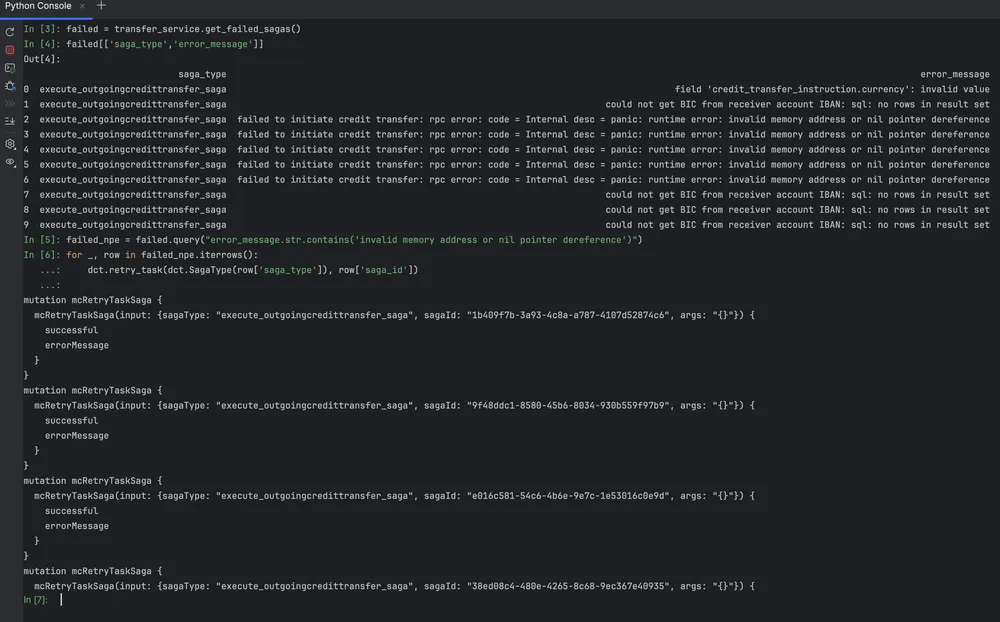 Python Console
In [3]: failed = transfer_service.get_failed_sagas()
In [4]: failed[['saga_type','error_message']]
Out[4]:
saga_type error_message
0 execute_outgoingcredittransfer_saga field 'credit_transfer_instruction.currency': invalid value
1 execute_outgoingcredittransfer_saga could not get BIC from receiver account IBAN: sql: no rows in result set
2 execute_outgoingcredittransfer_saga failed to initiate credit transfer: rpc error: code = Internal desc = panic: runtime error: invalid memory address or nil pointer dereference
3 execute_outgoingcredittransfer_saga failed to initiate credit transfer: rpc error: code = Internal desc = panic: runtime error: invalid memory address or nil pointer dereference
4 execute_outgoingcredittransfer_saga failed to initiate credit transfer: rpc error: code = Internal desc = panic: runtime error: invalid memory address or nil pointer dereference
5 execute_outgoingcredittransfer_saga failed to initiate credit transfer: rpc error: code = Internal desc = panic: runtime error: invalid memory address or nil pointer dereference
6 execute_outgoingcredittransfer_saga failed to initiate credit transfer: rpc error: code = Internal desc = panic: runtime error: invalid memory address or nil pointer dereference
7 execute_outgoingcredittransfer_saga could not get BIC from receiver account IBAN: sql: no rows in result set
8 execute_outgoingcredittransfer_saga could not get BIC from receiver account IBAN: sql: no rows in result set
9 execute_outgoingcredittransfer_saga could not get BIC from receiver account IBAN: sql: no rows in result set
In [5]: failed_npe = failed.query("error_message.str.contains('invalid memory address or nil pointer dereference')")
In [6]: for _, row in failed_npe.iterrows():
...: dct.retry_task(dct.SagaType(row['saga_type']), row['saga_id'])
...:
mutation mcRetryTaskSaga {
mcRetryTaskSaga(input: {sagaType: "execute_outgoingcredittransfer_saga", sagaId: "1b409f7b-3a93-4c8a-a787-4107d52874c6", args: "{}"}) {
successful
errorMessage
}
}
mutation mcRetryTaskSaga {
mcRetryTaskSaga(input: {sagaType: "execute_outgoingcredittransfer_saga", sagaId: "9f48ddc1-8580-45b6-8034-930b559f97b9", args: "{}"}) {
successful
errorMessage
}
}
mutation mcRetryTaskSaga {
mcRetryTaskSaga(input: {sagaType: "execute_outgoingcredittransfer_saga", sagaId: "e016c581-54c6-4b6e-9e7c-1e53016c0e9d", args: "{}"}) {
successful
errorMessage
}
}
mutation mcRetryTaskSaga {
mcRetryTaskSaga(input: {sagaType: "execute_outgoingcredittransfer_saga", sagaId: "38ed08c4-480e-4265-8c68-9ec367e40935", args: "{}"}) {
In [7]: